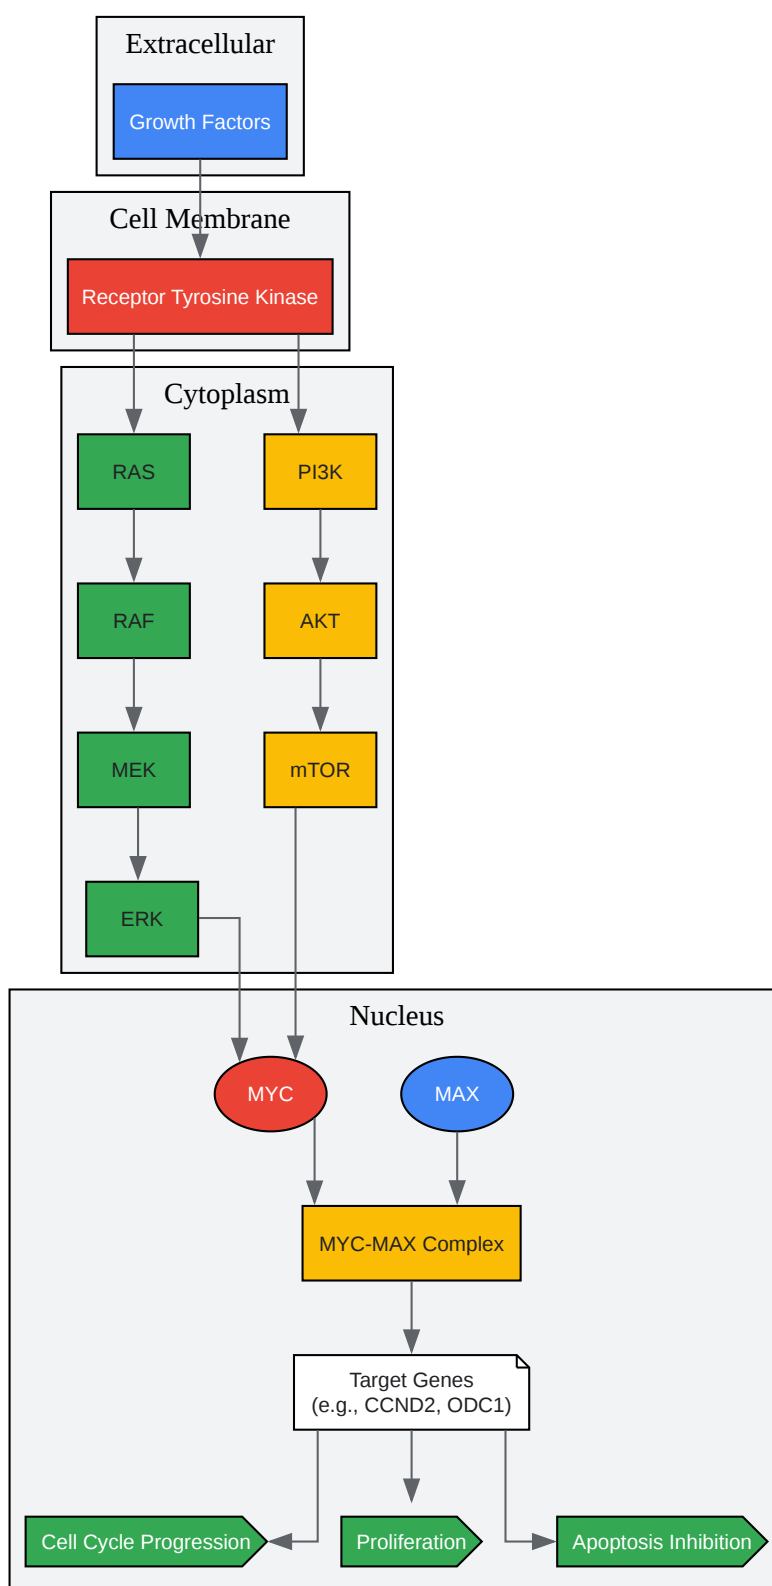 Extracellular
Growth Factors
Cell Membrane
Receptor Tyrosine Kinase
Cytoplasm
RAS
PI3K
RAF
AKT
MEK
mTOR
ERK
Nucleus
MYC
MAX
MYC-MAX Complex
Target Genes
(e.g., CCND2, ODC1)
Cell Cycle Progression
Proliferation
Apoptosis Inhibition